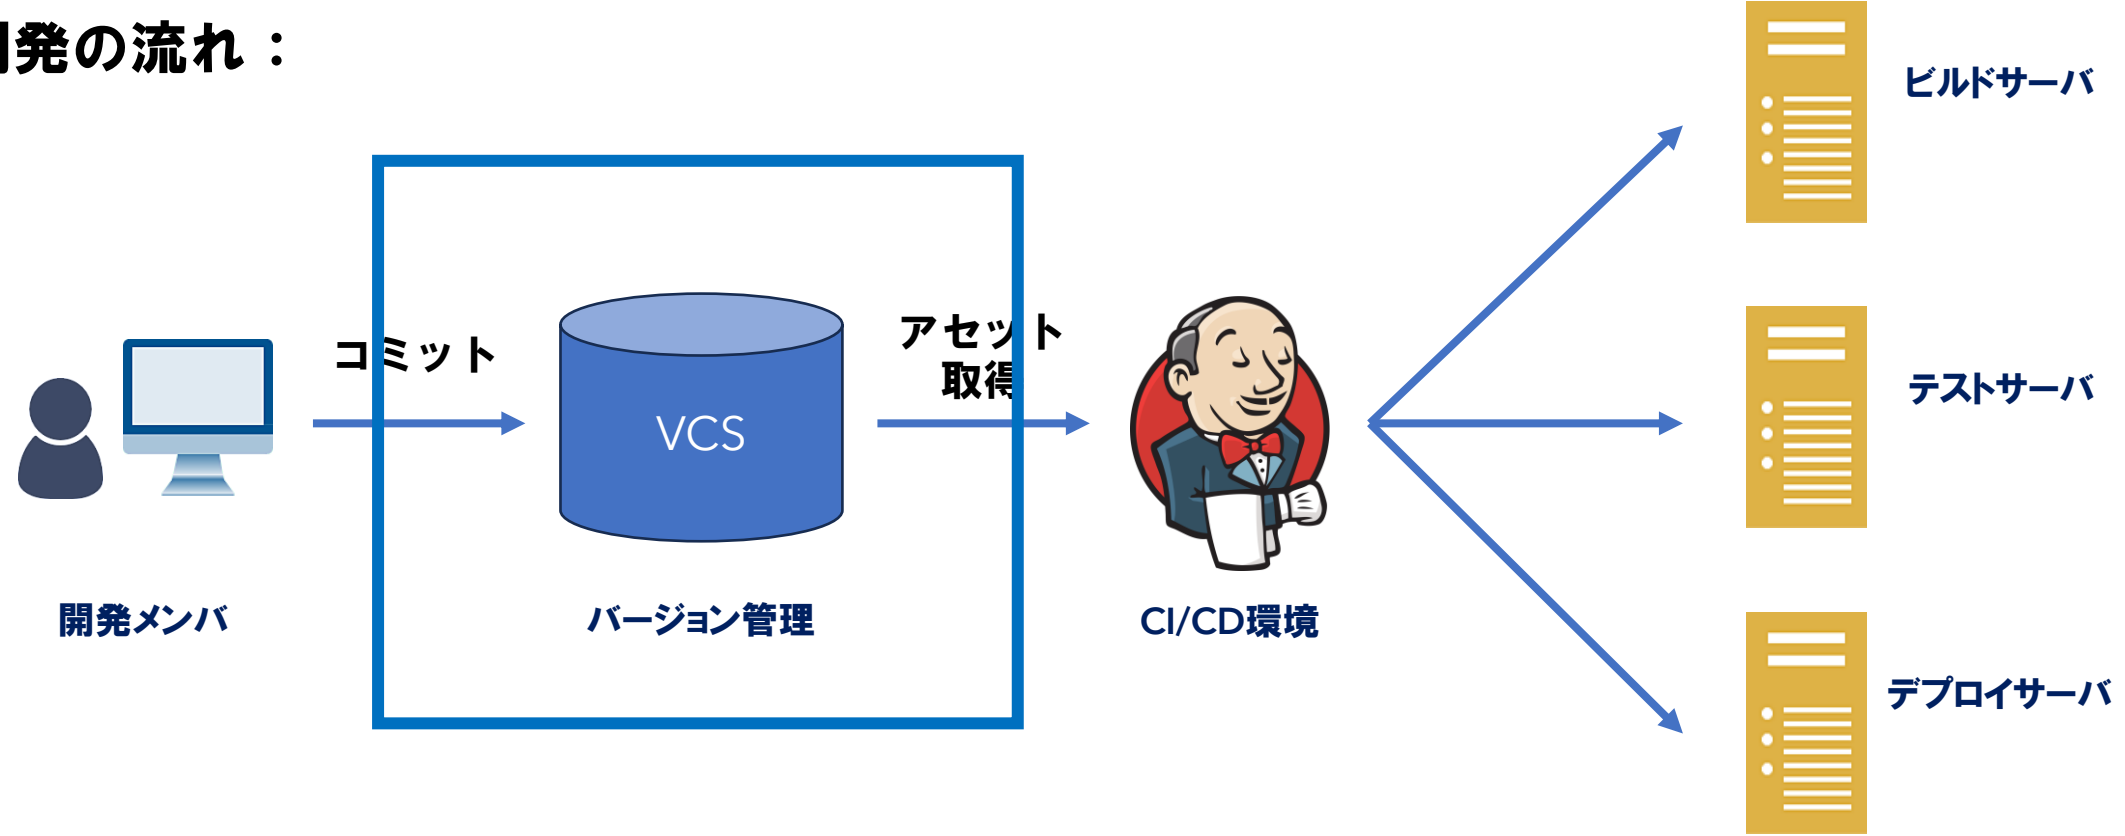 発の流れ：
ビルドサーバ
コミット
アセット
取得
VCS
テストサーバ
開発メンバ
バージョン管理
CI/CD環境
デプロイサーバ